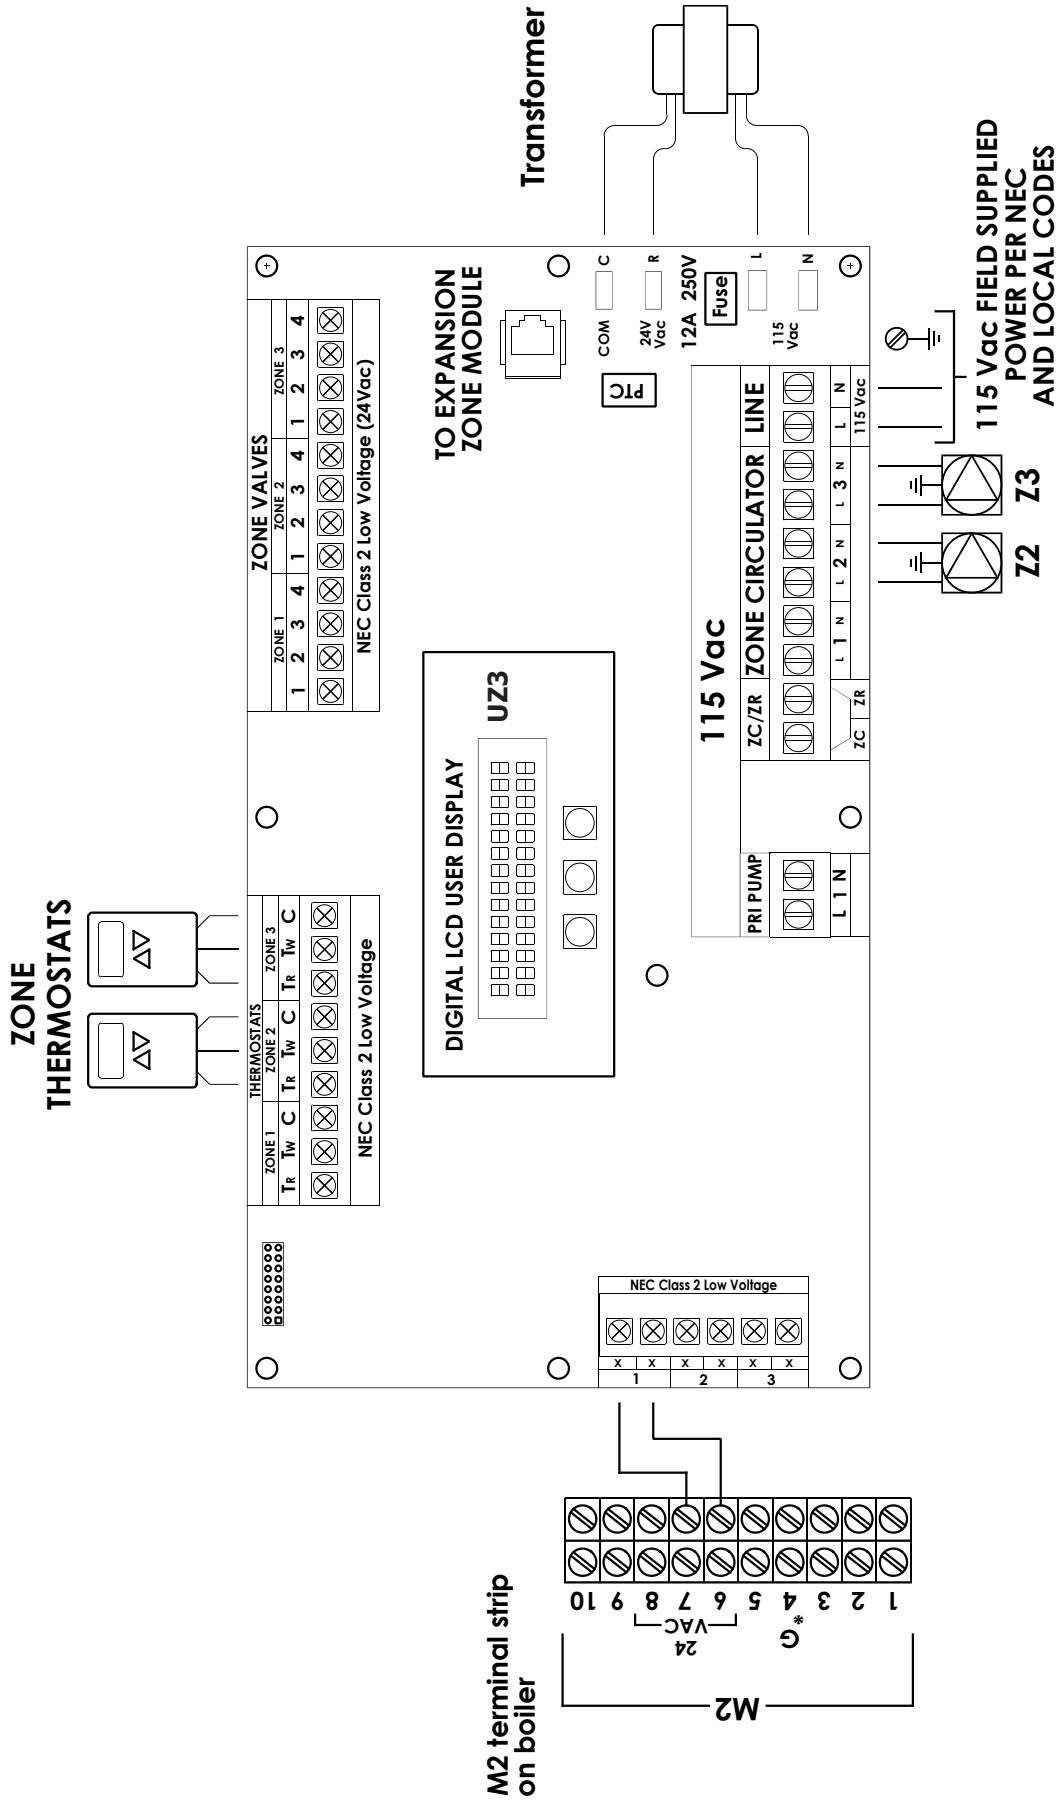 Transformer
115 Vac FIELD SUPPLIED
POWER PER NEC
AND LOCAL CODES
TO EXPANSION
ZONE MODULE
COM
C
24V
Vac
R
12A 250V
Fuse
115
Vac
L
N
PTC
ZONE VALVES
ZONE 1
ZONE 2
ZONE 3
1 2 3 4 1 2 3 4 1 2 3 4
NEC Class 2 Low Voltage (24Vac)
115 Vac
PRI PUMP
ZC/ZR
ZONE CIRCULATOR
LINE
L 1 N
ZC
ZR
L 1 N
L 2 N
L 3 N
L
N
115 Vac
Z2
Z3
UZ3
DIGITAL LCD USER DISPLAY
ZONE
THERMOSTATS
THERMOSTATS
ZONE 1
ZONE 2
ZONE 3
TR TW C TR TW C TR TW C
NEC Class 2 Low Voltage
NEC Class 2 Low Voltage
X X X X X X
1 2 3
M2 terminal strip
on boiler
10 9 8 7 6 5 4 3 2 1
24
VAC
*G
M2